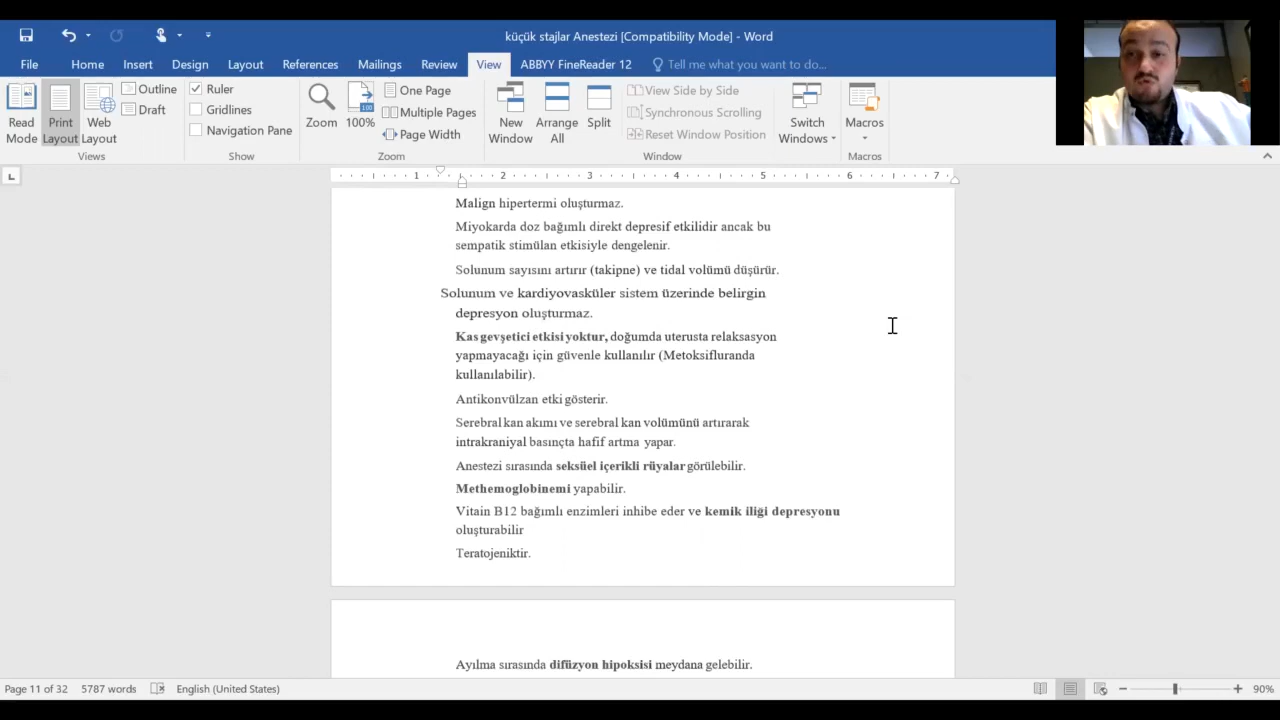 küçük stajlar Anestezi [Compatibility Mode] - Word
File Home Insert Design Layout References Mailings Review View ABBYY FineReader 12 Tell me what you want to do...
Read Mode
Print Layout
Web Layout
Outline
Draft
Views
Ruler
Gridlines
Navigation Pane
Show
Zoom
100%
One Page
Multiple Pages
Page Width
Zoom
New Window
Arrange All
Split
View Side by Side
Synchronous Scrolling
Reset Window Position
Window
Switch Windows
Macros
Macros
1 2 3 4 5 6 7
Malign hipertermi oluşturmaz.
Miyokarda doz bağımlı direkt depresif etkilidir ancak bu
sempatik stimülan etkisiyle dengelenir.
Solunum sayısını artırır (takipne) ve tidal volümü düşürür.
Solunum ve kardiyovasküler sistem üzerinde belirgin
depresyon oluşturmaz.
Kas gevşetici etkisi yoktur, doğumda uterusta relaksasyon
yapmayacağı için güvenle kullanılır (Metoksifluranda
kullanılabilir).
Antikonvülzan etki gösterir.
Serebral kan akımı ve serebral kan volümünü artırarak
intrakraniyal basınçta hafif artma yapar.
Anestezi sırasında seksüel içerikli rüyalar görülebilir.
Methemoglobinemi yapabilir.
Vitain B12 bağımlı enzimleri inhibe eder ve kemik iliği depresyonu
oluşturabilir
Teratojeniktir.
Ayılma sırasında difüzyon hipoksisi meydana gelebilir.
Page 11 of 32 5787 words English (United States) 90%